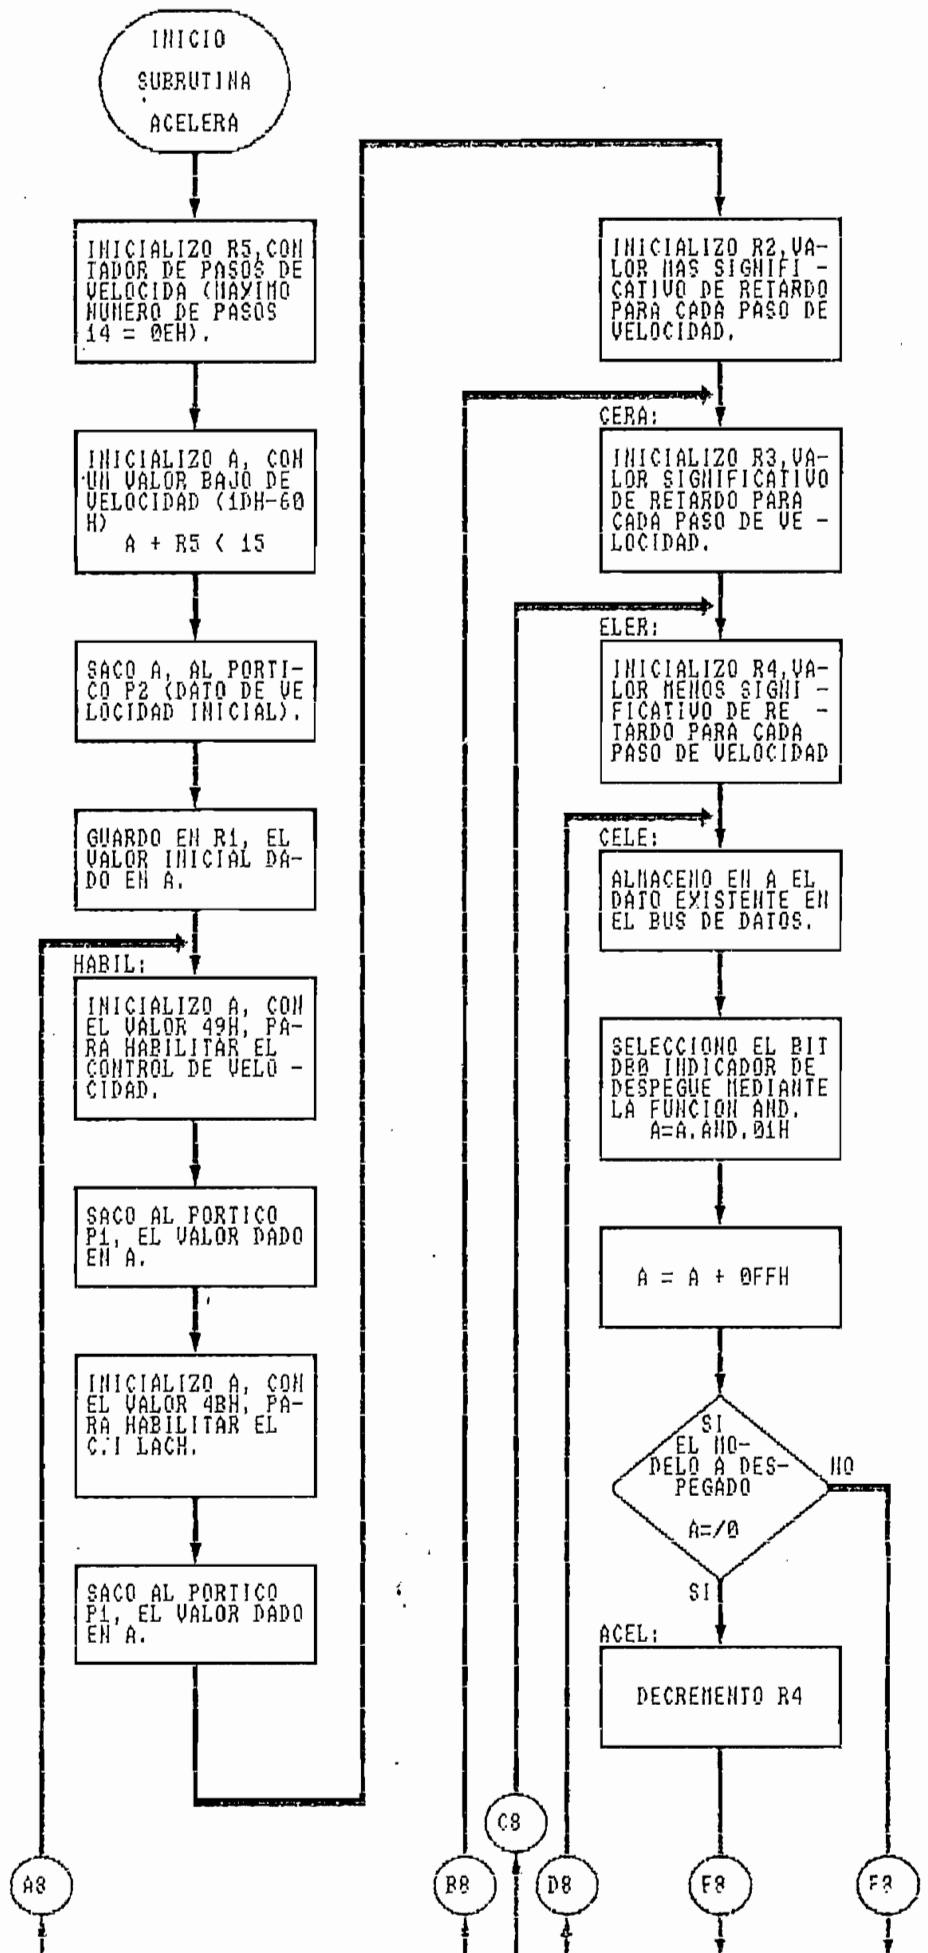 INICIO
SUBRUTINA
ACELERA
INICIALIZO R5,CON
TADOR DE PASOS DE
VELOCIDA (MAXIMO
NUMERO DE PASOS
14 = 0EH).
INICIALIZO A, CON
UN VALOR BAJO DE
VELOCIDAD (1DH-60
H)
A + R5 < 15
SACO A, AL PORTI-
CO P2 (DATO DE VE
LOCIDAD INICIAL).
GUARDO EN R1, EL
VALOR INICIAL DA-
DO EN A.
HABIL:
INICIALIZO A, CON
EL VALOR 49H, PA-
RA HABILITAR EL
CONTROL DE VELO -
CIDAD.
SACO AL PORTICO
P1, EL VALOR DADO
EN A.
INICIALIZO A, CON
EL VALOR 4BH, PA-
RA HABILITAR EL
C.I LACH.
SACO AL PORTICO
P1, EL VALOR DADO
EN A.
A8
INICIALIZO R2,VA-
LOR MAS SIGNIFI -
CATIVO DE RETARDO
PARA CADA PASO DE
VELOCIDAD.
CERA:
INICIALIZO R3,VA-
LOR SIGNIFICATIVO
DE RETARDO PARA
CADA PASO DE VE -
LOCIDAD.
ELER:
INICIALIZO R4,VA-
LOR MENOS SIGNI -
FICATIVO DE RE -
TARDO PARA CADA
PASO DE VELOCIDAD
CELE:
ALMACENO EN A EL
DATO EXISTENTE EN
EL BUS DE DATOS.
SELECCIONO EL BIT
DB0 INDICADOR DE
DESPEGUE MEDIANTE
LA FUNCION AND.
A=A.AND.01H
A = A + 0FFH
SI
EL MO-
DELO A DES-
PEGADO
A=/0
NO
SI
ACEL:
DECREMENTO R4
C8
B8
D8
E8
F8